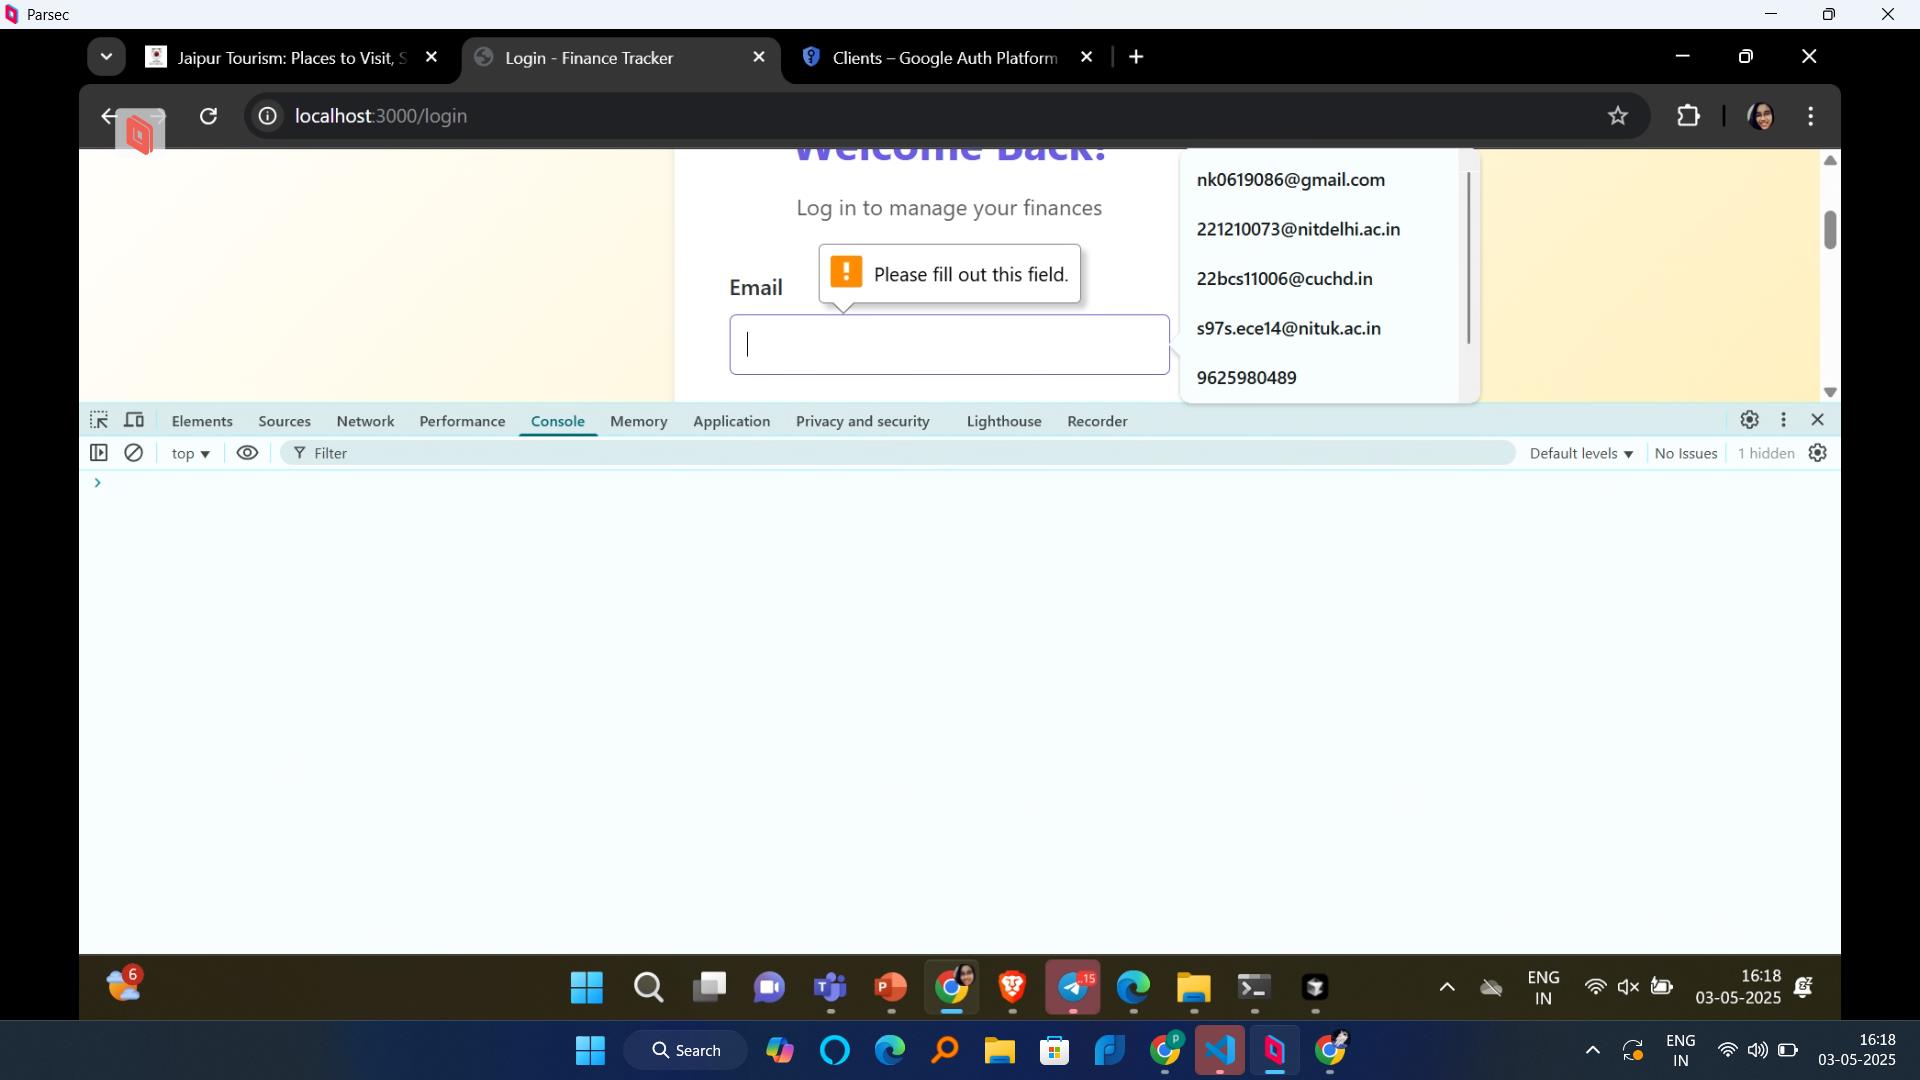 Parsec
Jaipur Tourism: Places to Visit, S
Login - Finance Tracker
Clients – Google Auth Platform
localhost:3000/login
Welcome Back!
Log in to manage your finances
Please fill out this field.
Email
nk0619086@gmail.com
221210073@nitdelhi.ac.in
22bcs11006@cuchd.in
s97s.ece14@nituk.ac.in
9625980489
Elements Sources Network Performance Console Memory Application Privacy and security Lighthouse Recorder
top Filter Default levels No Issues 1 hidden
6
15
P
ENG
IN
16:18
03-05-2025
Search
P
ENG
IN
16:18
03-05-2025